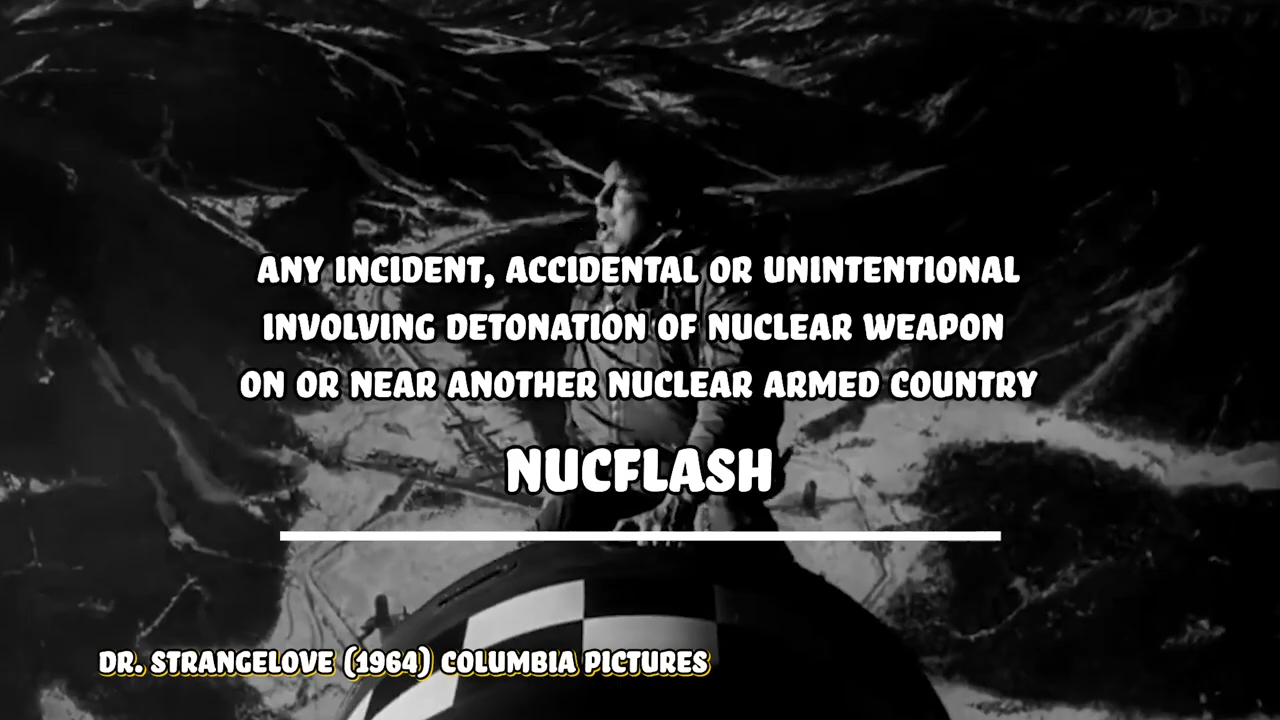 ANY INCIDENT, ACCIDENTAL OR UNINTENTIONAL
INVOLVING DETONATION OF NUCLEAR WEAPON
ON OR NEAR ANOTHER NUCLEAR ARMED COUNTRY
NUCFLASH
DR. STRANGELOVE (1964) COLUMBIA PICTURES